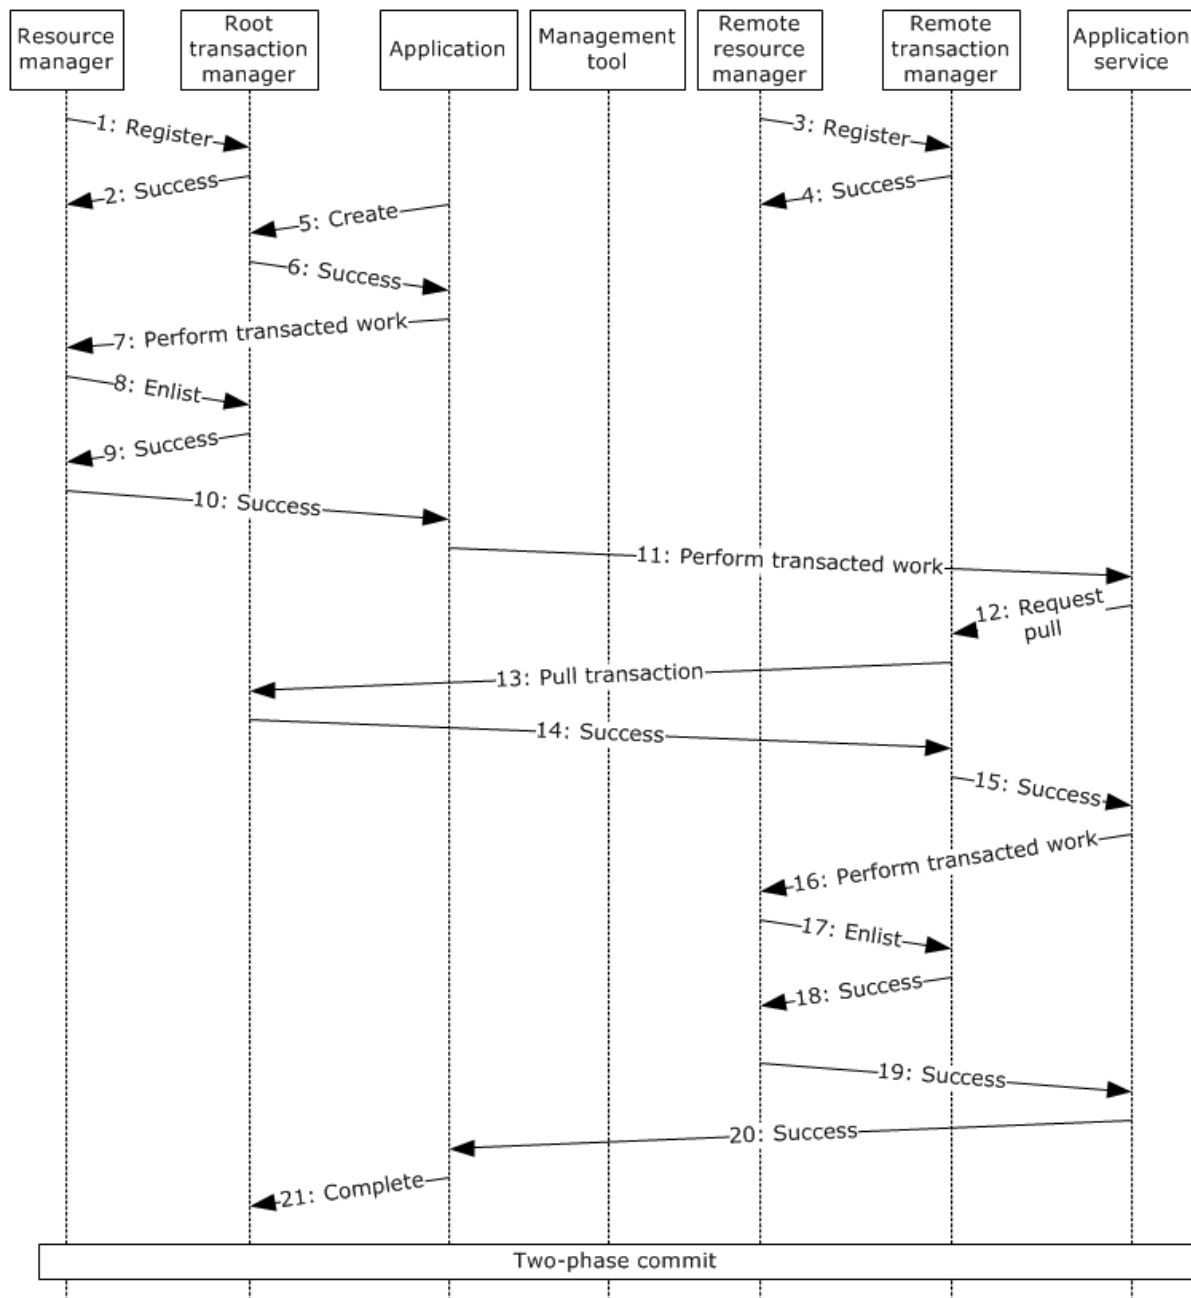 Resource
manager
Root
transaction
manager
Application
Management
tool
Remote
resource
manager
Remote
transaction
manager
Application
service
1: Register
3: Register
2: Success
4: Success
5: Create
6: Success
7: Perform transacted work
8: Enlist
9: Success
10: Success
11: Perform transacted work
12: Request
pull
13: Pull transaction
14: Success
15: Success
16: Perform transacted work
17: Enlist
18: Success
19: Success
20: Success
21: Complete
Two-phase commit